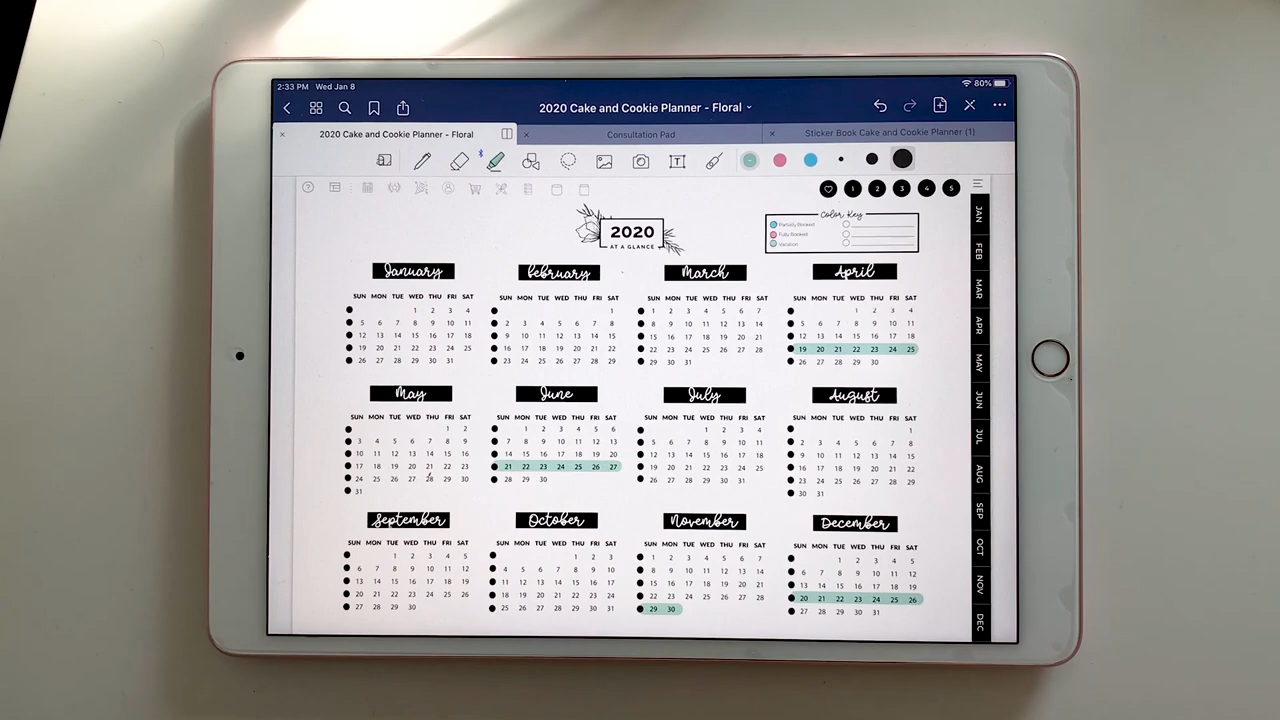 2:33 PM Wed Jan 8
80%
2020 Cake and Cookie Planner - Floral
2020 Cake and Cookie Planner - Floral
Consultation Pad
Sticker Book Cake and Cookie Planner (1)
1 2 3 4 5
2020
AT A GLANCE
Color Key
Partially Booked
Fully Booked
Vacation
January
SUN MON TUE WED THU FRI SAT
1 2 3 4
5 6 7 8 9 10 11
12 13 14 15 16 17 18
19 20 21 22 23 24 25
26 27 28 29 30 31
February
SUN MON TUE WED THU FRI SAT
1
2 3 4 5 6 7 8
9 10 11 12 13 14 15
16 17 18 19 20 21 22
23 24 25 26 27 28 29
March
SUN MON TUE WED THU FRI SAT
1 2 3 4 5 6 7
8 9 10 11 12 13 14
15 16 17 18 19 20 21
22 23 24 25 26 27 28
29 30 31
April
SUN MON TUE WED THU FRI SAT
1 2 3 4
5 6 7 8 9 10 11
12 13 14 15 16 17 18
19 20 21 22 23 24 25
26 27 28 29 30
May
SUN MON TUE WED THU FRI SAT
1 2
3 4 5 6 7 8 9
10 11 12 13 14 15 16
17 18 19 20 21 22 23
24 25 26 27 28 29 30
31
June
SUN MON TUE WED THU FRI SAT
1 2 3 4 5 6
7 8 9 10 11 12 13
14 15 16 17 18 19 20
21 22 23 24 25 26 27
28 29 30
July
SUN MON TUE WED THU FRI SAT
1 2 3 4
5 6 7 8 9 10 11
12 13 14 15 16 17 18
19 20 21 22 23 24 25
26 27 28 29 30 31
August
SUN MON TUE WED THU FRI SAT
1
2 3 4 5 6 7 8
9 10 11 12 13 14 15
16 17 18 19 20 21 22
23 24 25 26 27 28 29
30 31
September
SUN MON TUE WED THU FRI SAT
1 2 3 4 5
6 7 8 9 10 11 12
13 14 15 16 17 18 19
20 21 22 23 24 25 26
27 28 29 30
October
SUN MON TUE WED THU FRI SAT
1 2 3
4 5 6 7 8 9 10
11 12 13 14 15 16 17
18 19 20 21 22 23 24
25 26 27 28 29 30 31
November
SUN MON TUE WED THU FRI SAT
1 2 3 4 5 6 7
8 9 10 11 12 13 14
15 16 17 18 19 20 21
22 23 24 25 26 27 28
29 30
December
SUN MON TUE WED THU FRI SAT
1 2 3 4 5
6 7 8 9 10 11 12
13 14 15 16 17 18 19
20 21 22 23 24 25 26
27 28 29 30 31
JAN
FEB
MAR
APR
MAY
JUN
JUL
AUG
SEP
OCT
NOV
DEC